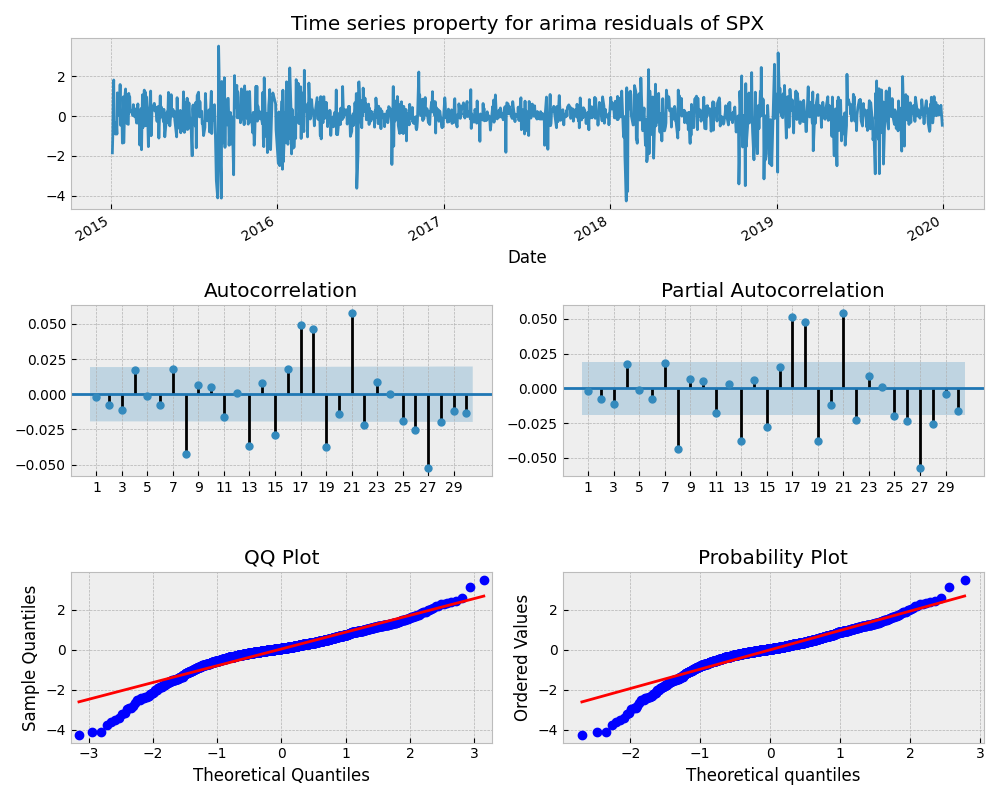 Time series property for arima residuals of SPX
2
0
−2
−4
2015 2016 2017 2018 2019 2020
Date
Autocorrelation
0.050
0.025
0.000
−0.025
−0.050
1 3 5 7 9 11 13 15 17 19 21 23 25 27 29
Partial Autocorrelation
0.050
0.025
0.000
−0.025
−0.050
1 3 5 7 9 11 13 15 17 19 21 23 25 27 29
QQ Plot
Sample Quantiles
2
0
−2
−4
−3 −2 −1 0 1 2 3
Theoretical Quantiles
Probability Plot
Ordered Values
2
0
−2
−4
−2 −1 0 1 2 3
Theoretical quantiles